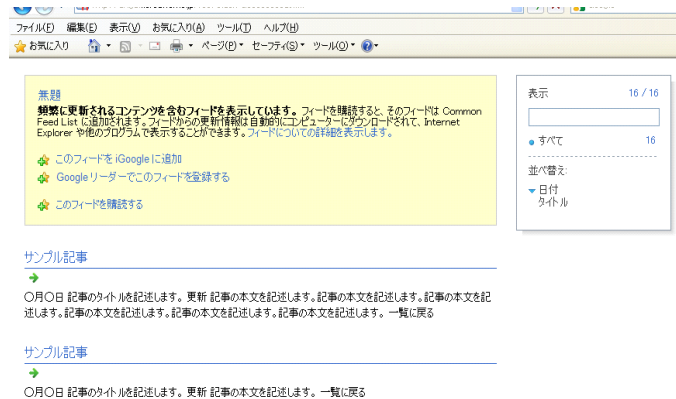 ファイル(F) 編集(E) 表示(V) お気に入り(A) ツール(T) ヘルプ(H)
お気に入り ページ(P) セーフティ(S) ツール(O)
無題
頻繁に更新されるコンテンツを含むフィードを表示しています。フィードを購読すると、そのフィードは Common
Feed List に追加されます。フィードからの更新情報は自動的にコンピューターにダウンロードされて、Internet
Explorer や他のプログラムで表示することができます。フィードについての詳細を表示します。
このフィードを iGoogle に追加
Google リーダーでこのフィードを登録する
このフィードを購読する
表示 16 / 16
すべて 16
並べ替え:
日付
タイトル
サンプル記事
〇月〇日 記事のタイトルを記述します。更新 記事の本文を記述します。記事の本文を記述します。記事の本文を記
述します。記事の本文を記述します。記事の本文を記述します。記事の本文を記述します。 一覧に戻る
サンプル記事
〇月〇日 記事のタイトルを記述します。更新 記事の本文を記述します。 一覧に戻る